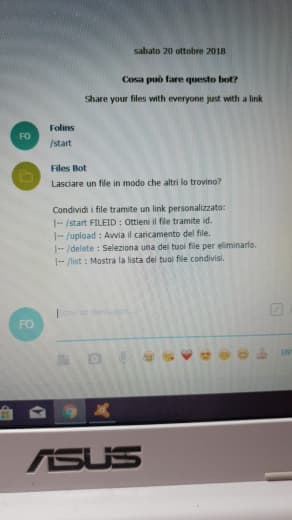 sabato 20 ottobre 2018
Cosa può fare questo bot?
Share your files with everyone just with a link
FO
Folins
/start
Files Bot
Lasciare un file in modo che altri lo trovino?
Condividi i file tramite un link personalizzato:
|-- /start FILEID : Ottieni il file tramite id.
|-- /upload : Avvia il caricamento del file.
|-- /delete : Seleziona una dei tuoi file per eliminarlo.
|-- /list : Mostra la lista dei tuoi file condivisi.
FO
ASUS